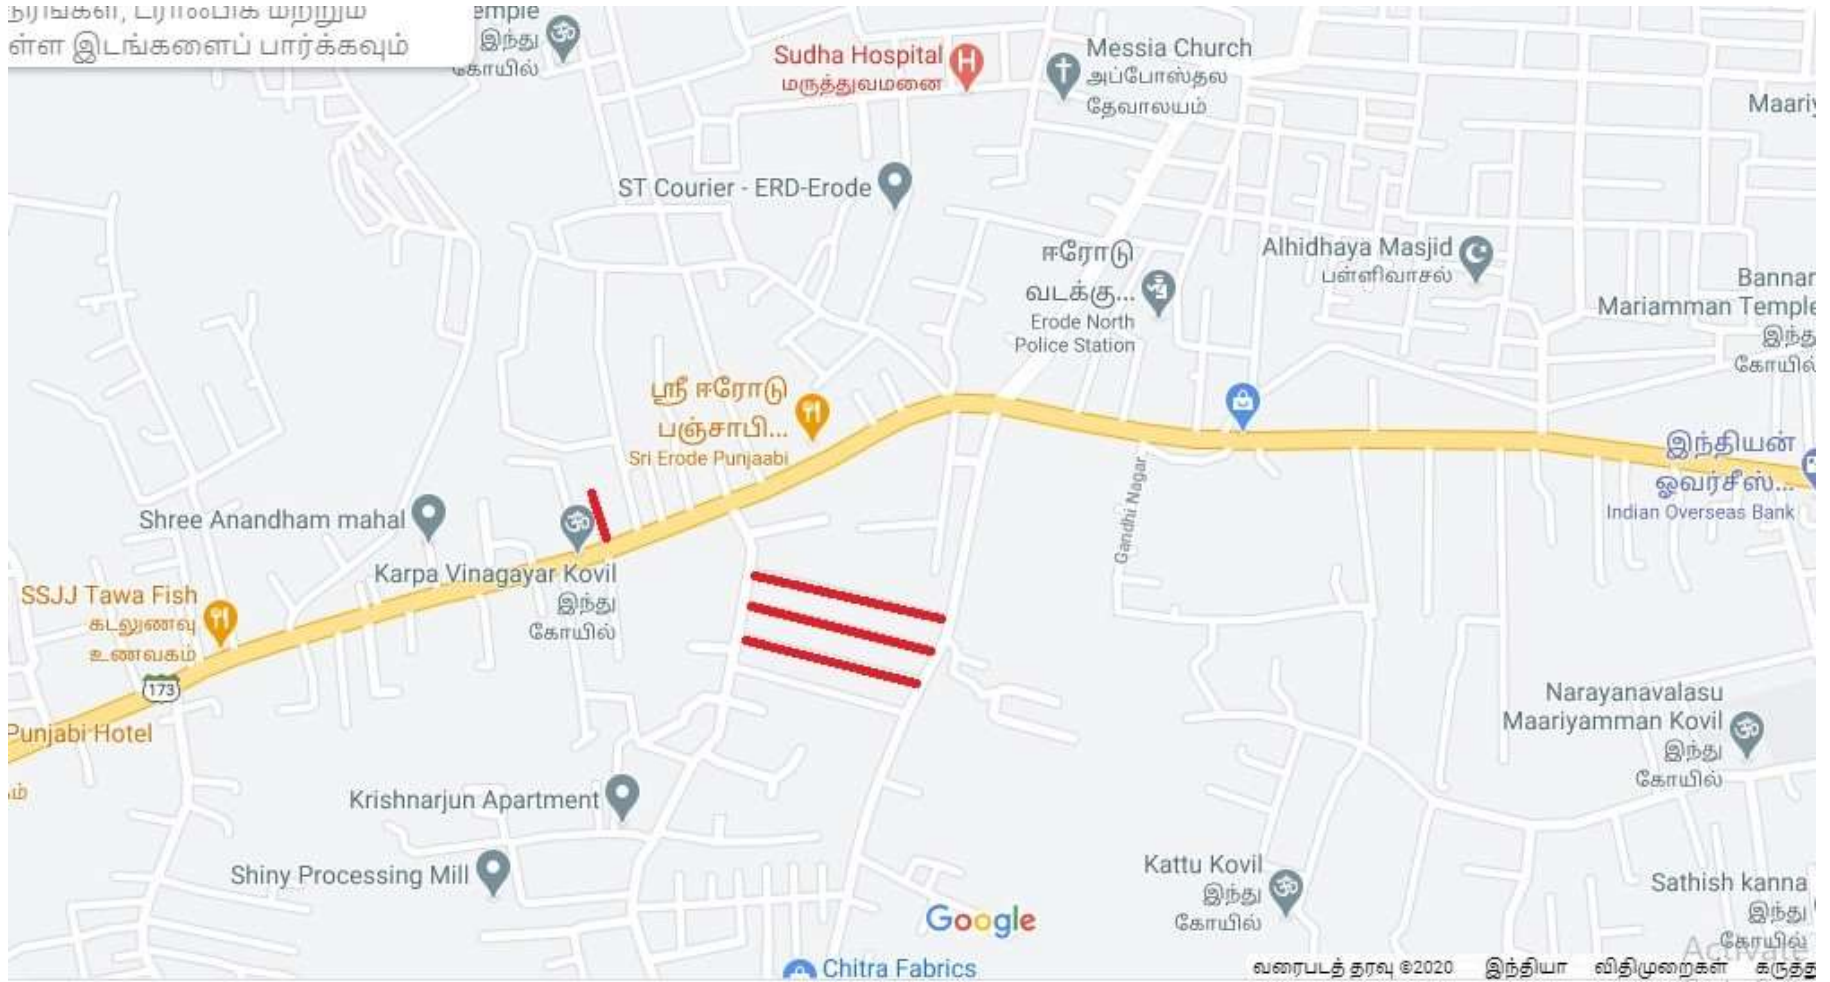 ள்ள இடங்களைப் பார்க்கவும்
இந்து
கோயில்
Sudha Hospital
மருத்துவமனை
Messia Church
அப்போஸ்தல
தேவாலயம்
ST Courier - ERD-Erode
ஈரோடு
வடக்கு...
Erode North
Police Station
Alhidhaya Masjid
பள்ளிவாசல்
Bannar
Mariamman Temple
இந்து
கோயில்
ஸ்ரீ ஈரோடு
பஞ்சாபி...
Sri Erode Punjaabi
இந்தியன்
ஓவர்சீஸ்...
Indian Overseas Bank
Gandhi Nagar
Shree Anandham mahal
Karpa Vinagayar Kovil
இந்து
கோயில்
SSJJ Tawa Fish
கடலுணவு
உணவகம்
173
Punjabi Hotel
Narayanavalasu
Maariyamman Kovil
இந்து
கோயில்
Krishnarjun Apartment
Shiny Processing Mill
Kattu Kovil
இந்து
கோயில்
Sathish kanna
இந்து
கோயில்
Google
Chitra Fabrics
வரைபடத் தரவு ©2020 இந்தியா விதிமுறைகள்